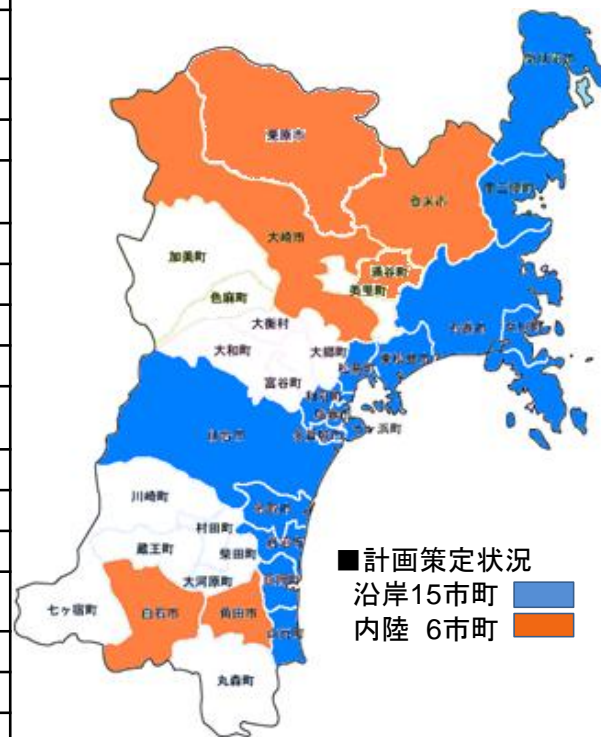 気仙沼市
栗原市
登米市
南三陸町
大崎市
加美町
涌谷町
美里町
色麻町
大衡村
石巻市
女川町
大和町
大郷町
松島町
東松島市
富谷町
利府町
塩竈市
七ヶ浜町
多賀城市
仙台市
川崎町
名取市
村田町
岩沼市
蔵王町
柴田町
■計画策定状況
大河原町
亘理町
沿岸15市町
七ヶ宿町
白石市
角田市
山元町
内陸 6市町
丸森町